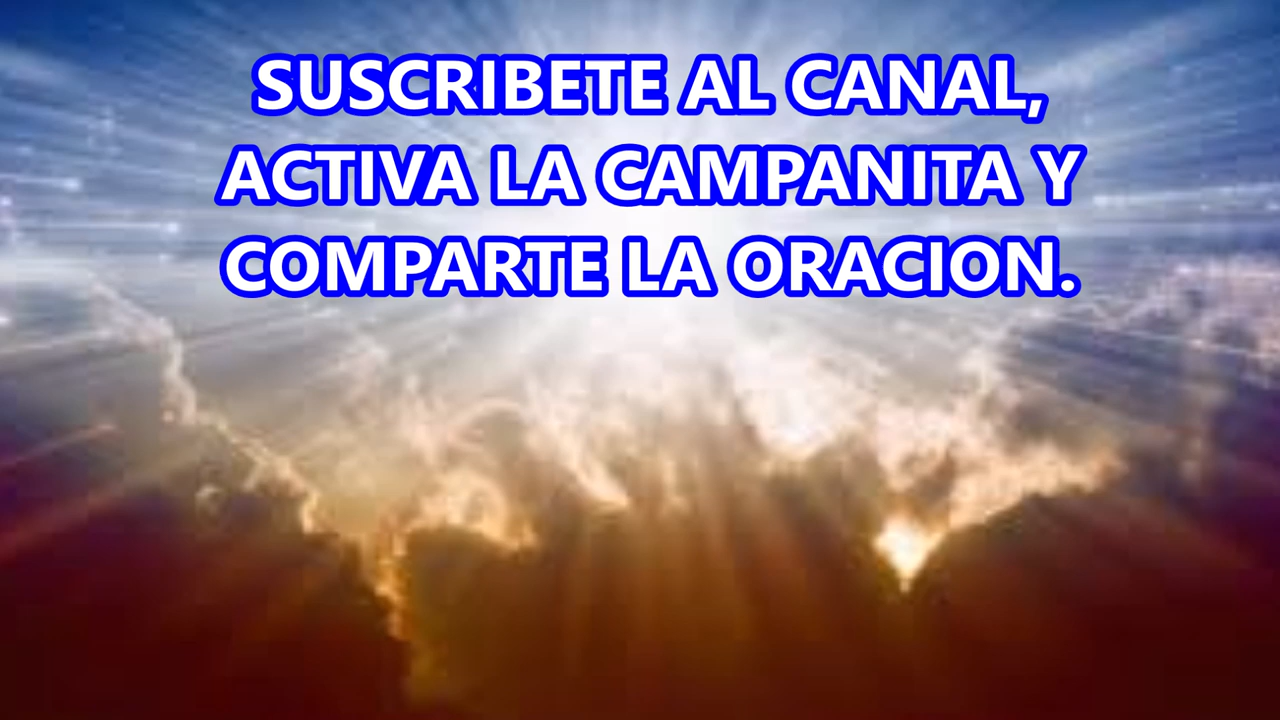 SUSCRIBETE AL CANAL,
ACTIVA LA CAMPANITA Y
COMPARTE LA ORACION.